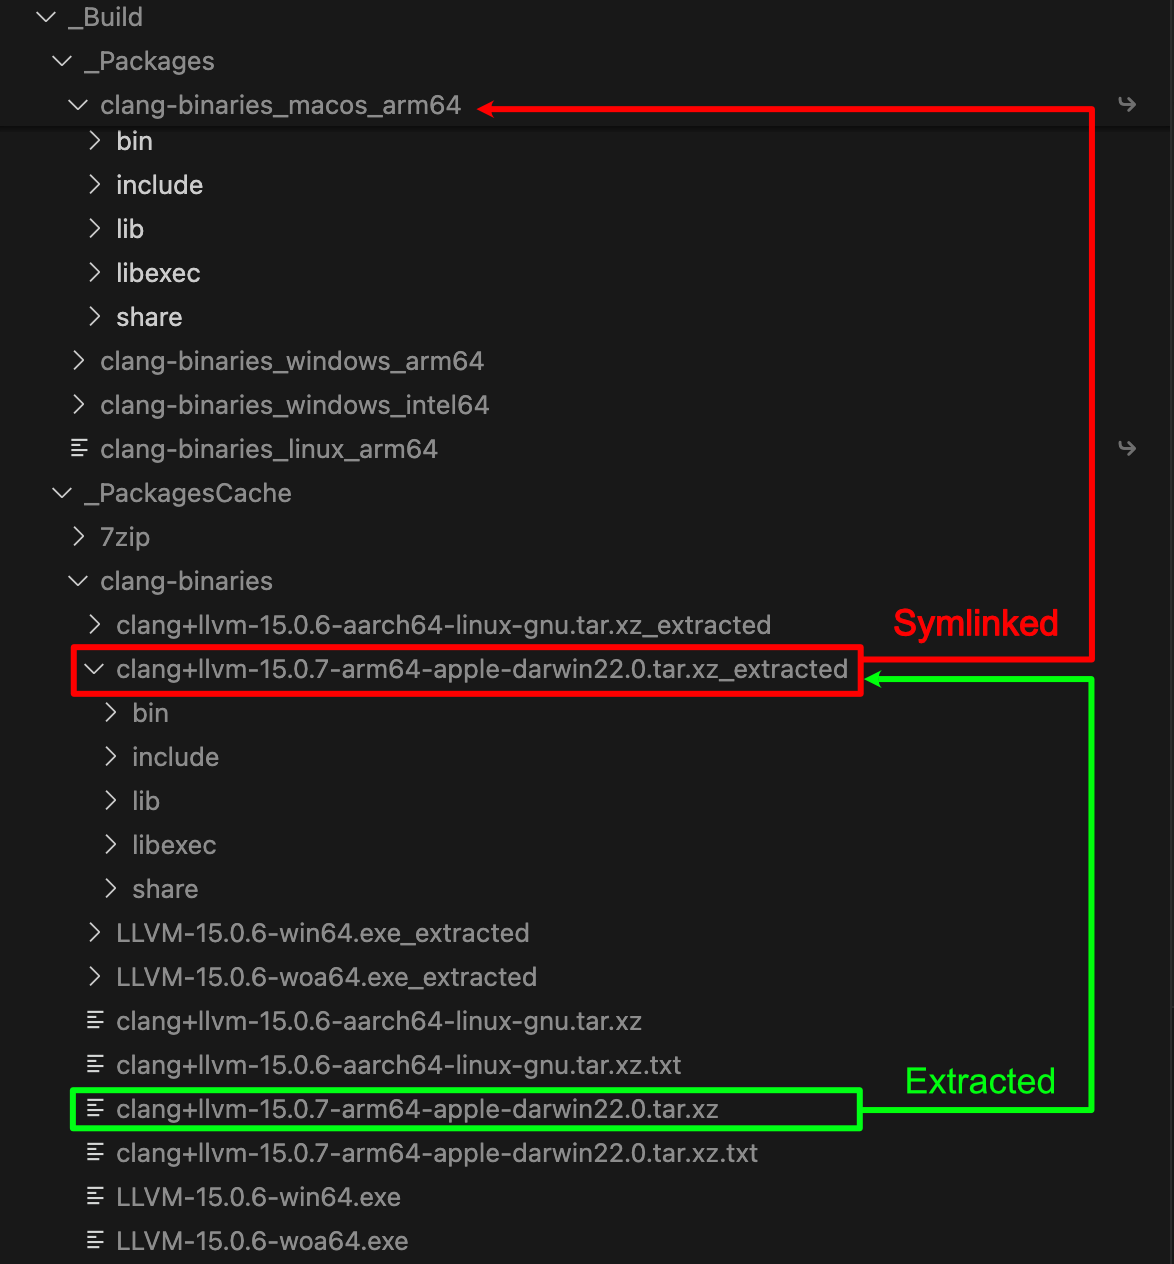 _Build
_Packages
clang-binaries_macos_arm64
bin
include
lib
libexec
share
clang-binaries_windows_arm64
clang-binaries_windows_intel64
clang-binaries_linux_arm64
_PackagesCache
7zip
clang-binaries
clang+llvm-15.0.6-aarch64-linux-gnu.tar.xz_extracted
Symlinked
clang+llvm-15.0.7-arm64-apple-darwin22.0.tar.xz_extracted
bin
include
lib
libexec
share
LLVM-15.0.6-win64.exe_extracted
LLVM-15.0.6-woa64.exe_extracted
clang+llvm-15.0.6-aarch64-linux-gnu.tar.xz
clang+llvm-15.0.6-aarch64-linux-gnu.tar.xz.txt
Extracted
clang+llvm-15.0.7-arm64-apple-darwin22.0.tar.xz
clang+llvm-15.0.7-arm64-apple-darwin22.0.tar.xz.txt
LLVM-15.0.6-win64.exe
LLVM-15.0.6-woa64.exe